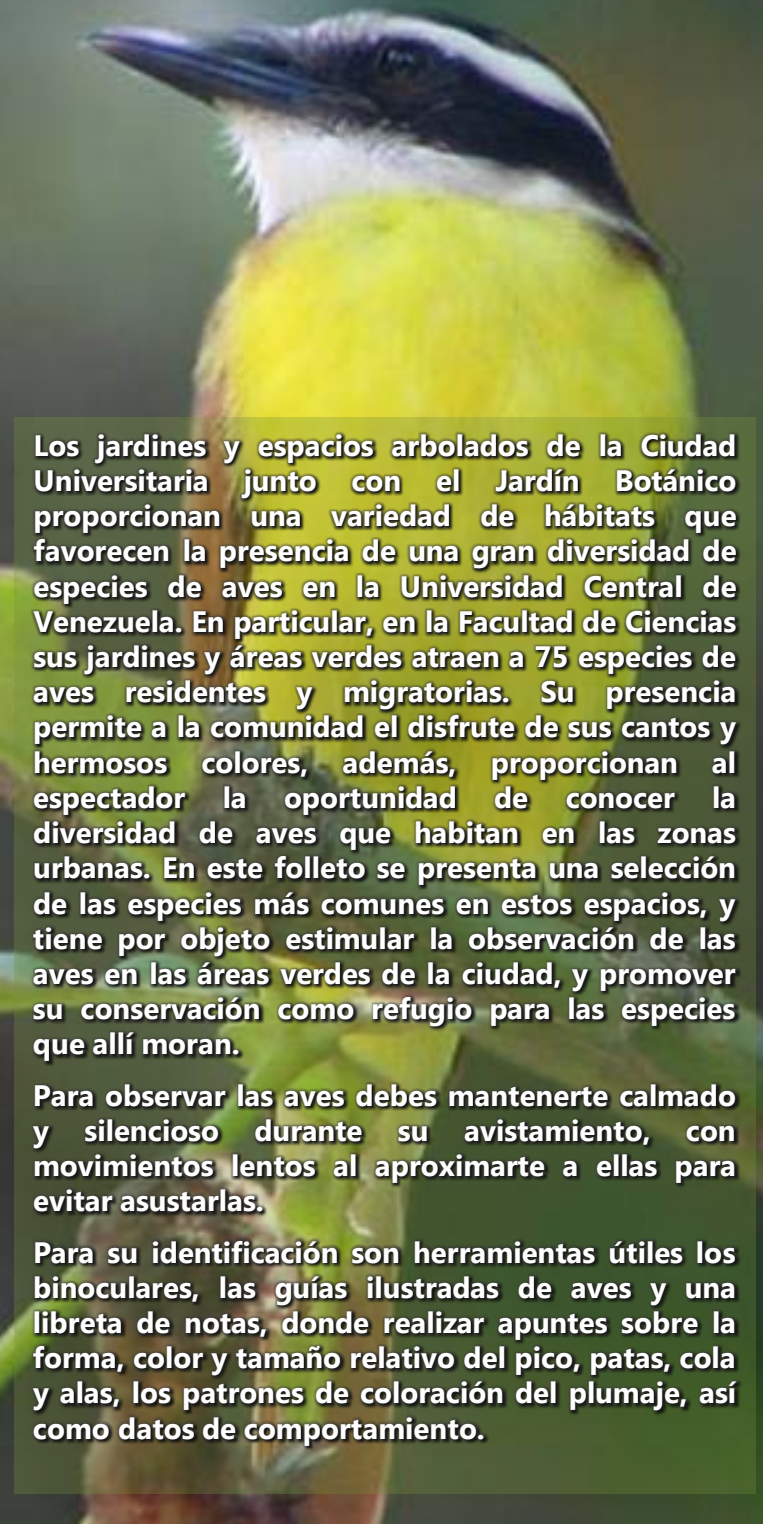 Los jardines y espacios arbolados de la Ciudad
Universitaria junto con el Jardín Botánico
proporcionan una variedad de hábitats que
favorecen la presencia de una gran diversidad de
especies de aves en la Universidad Central de
Venezuela. En particular, en la Facultad de Ciencias
sus jardines y áreas verdes atraen a 75 especies de
aves residentes y migratorias. Su presencia
permite a la comunidad el disfrute de sus cantos y
hermosos colores, además, proporcionan al
espectador la oportunidad de conocer la
diversidad de aves que habitan en las zonas
urbanas. En este folleto se presenta una selección
de las especies más comunes en estos espacios, y
tiene por objeto estimular la observación de las
aves en las áreas verdes de la ciudad, y promover
su conservación como refugio para las especies
que allí moran.
Para observar las aves debes mantenerte calmado
y silencioso durante su avistamiento, con
movimientos lentos al aproximarte a ellas para
evitar asustarlas.
Para su identificación son herramientas útiles los
binoculares, las guías ilustradas de aves y una
libreta de notas, donde realizar apuntes sobre la
forma, color y tamaño relativo del pico, patas, cola
y alas, los patrones de coloración del plumaje, así
como datos de comportamiento.